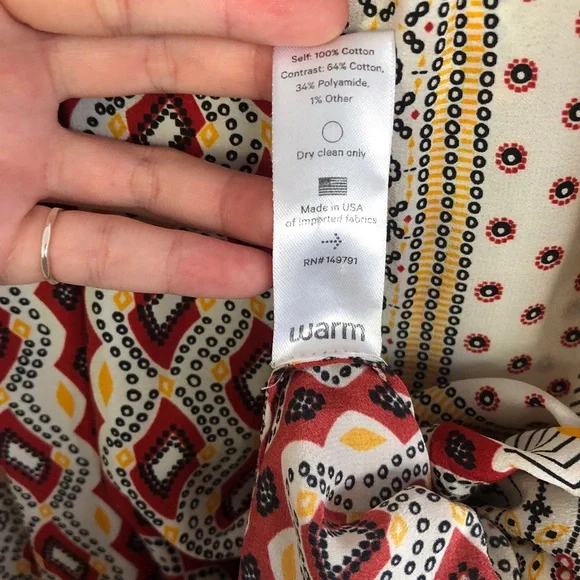 Self: 100% Cotton
Contrast: 64% Cotton,
34% Polyamide,
1% Other
Dry clean only
Made in USA
of imported fabrics
RN# 149791
warm